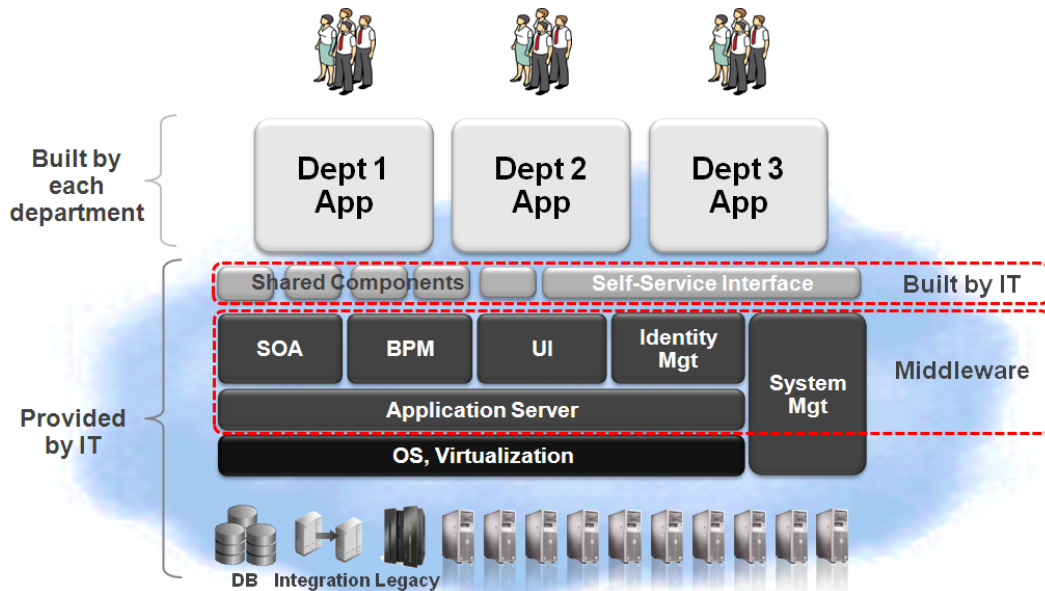 Built by
each
department
Dept 1
App
Dept 2
App
Dept 3
App
Shared Components
Self-Service Interface
Built by IT
SOA
BPM
UI
Identity
Mgt
System
Mgt
Middleware
Application Server
Provided
by IT
OS, Virtualization
DB
Integration
Legacy